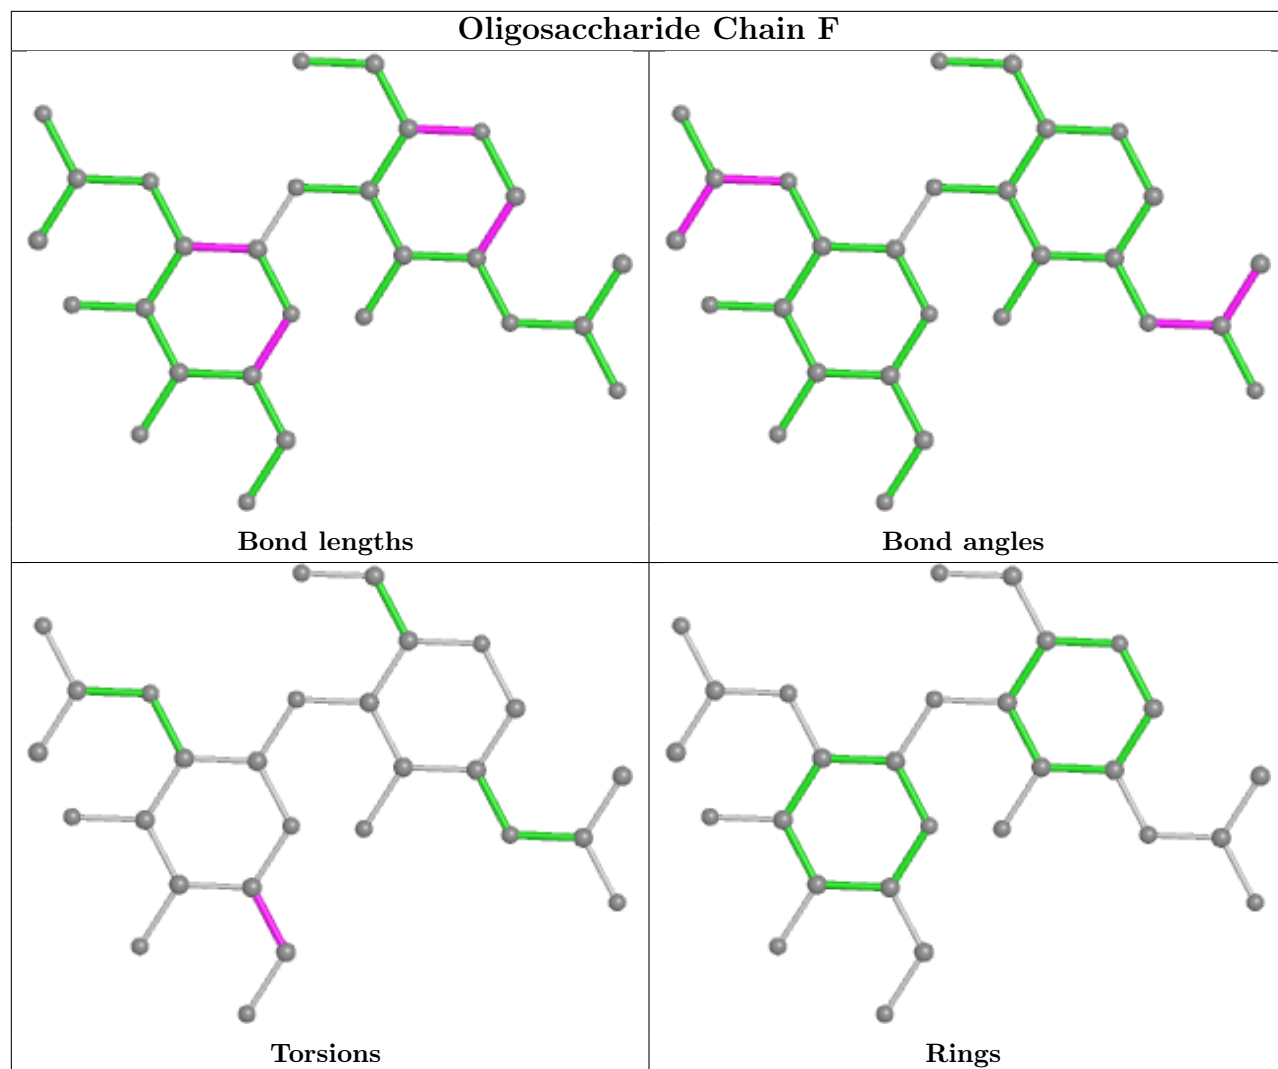 Oligosaccharide Chain F
Bond lengths
Bond angles
Torsions
Rings